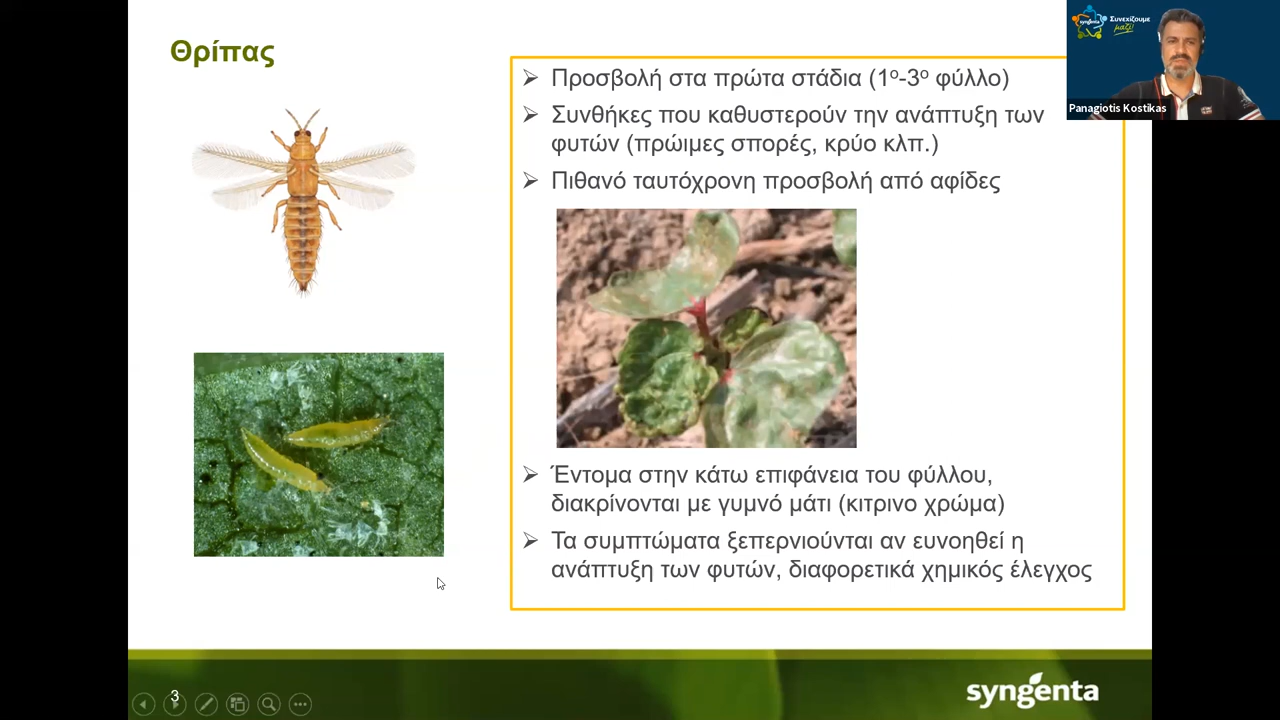 Θρίπας
syngenta
Συνεχίζουμε
μαζί!
Panagiotis Kostikas
➢ Προσβολή στα πρώτα στάδια (1ο-3ο φύλλο)
➢ Συνθήκες που καθυστερούν την ανάπτυξη των
φυτών (πρώιμες σπορές, κρύο κλπ.)
➢ Πιθανό ταυτόχρονη προσβολή από αφίδες
➢ Έντομα στην κάτω επιφάνεια του φύλλου,
διακρίνονται με γυμνό μάτι (κιτρινο χρώμα)
➢ Τα συμπτώματα ξεπερνιούνται αν ευνοηθεί η
ανάπτυξη των φυτών, διαφορετικά χημικός έλεγχος
3
syngenta